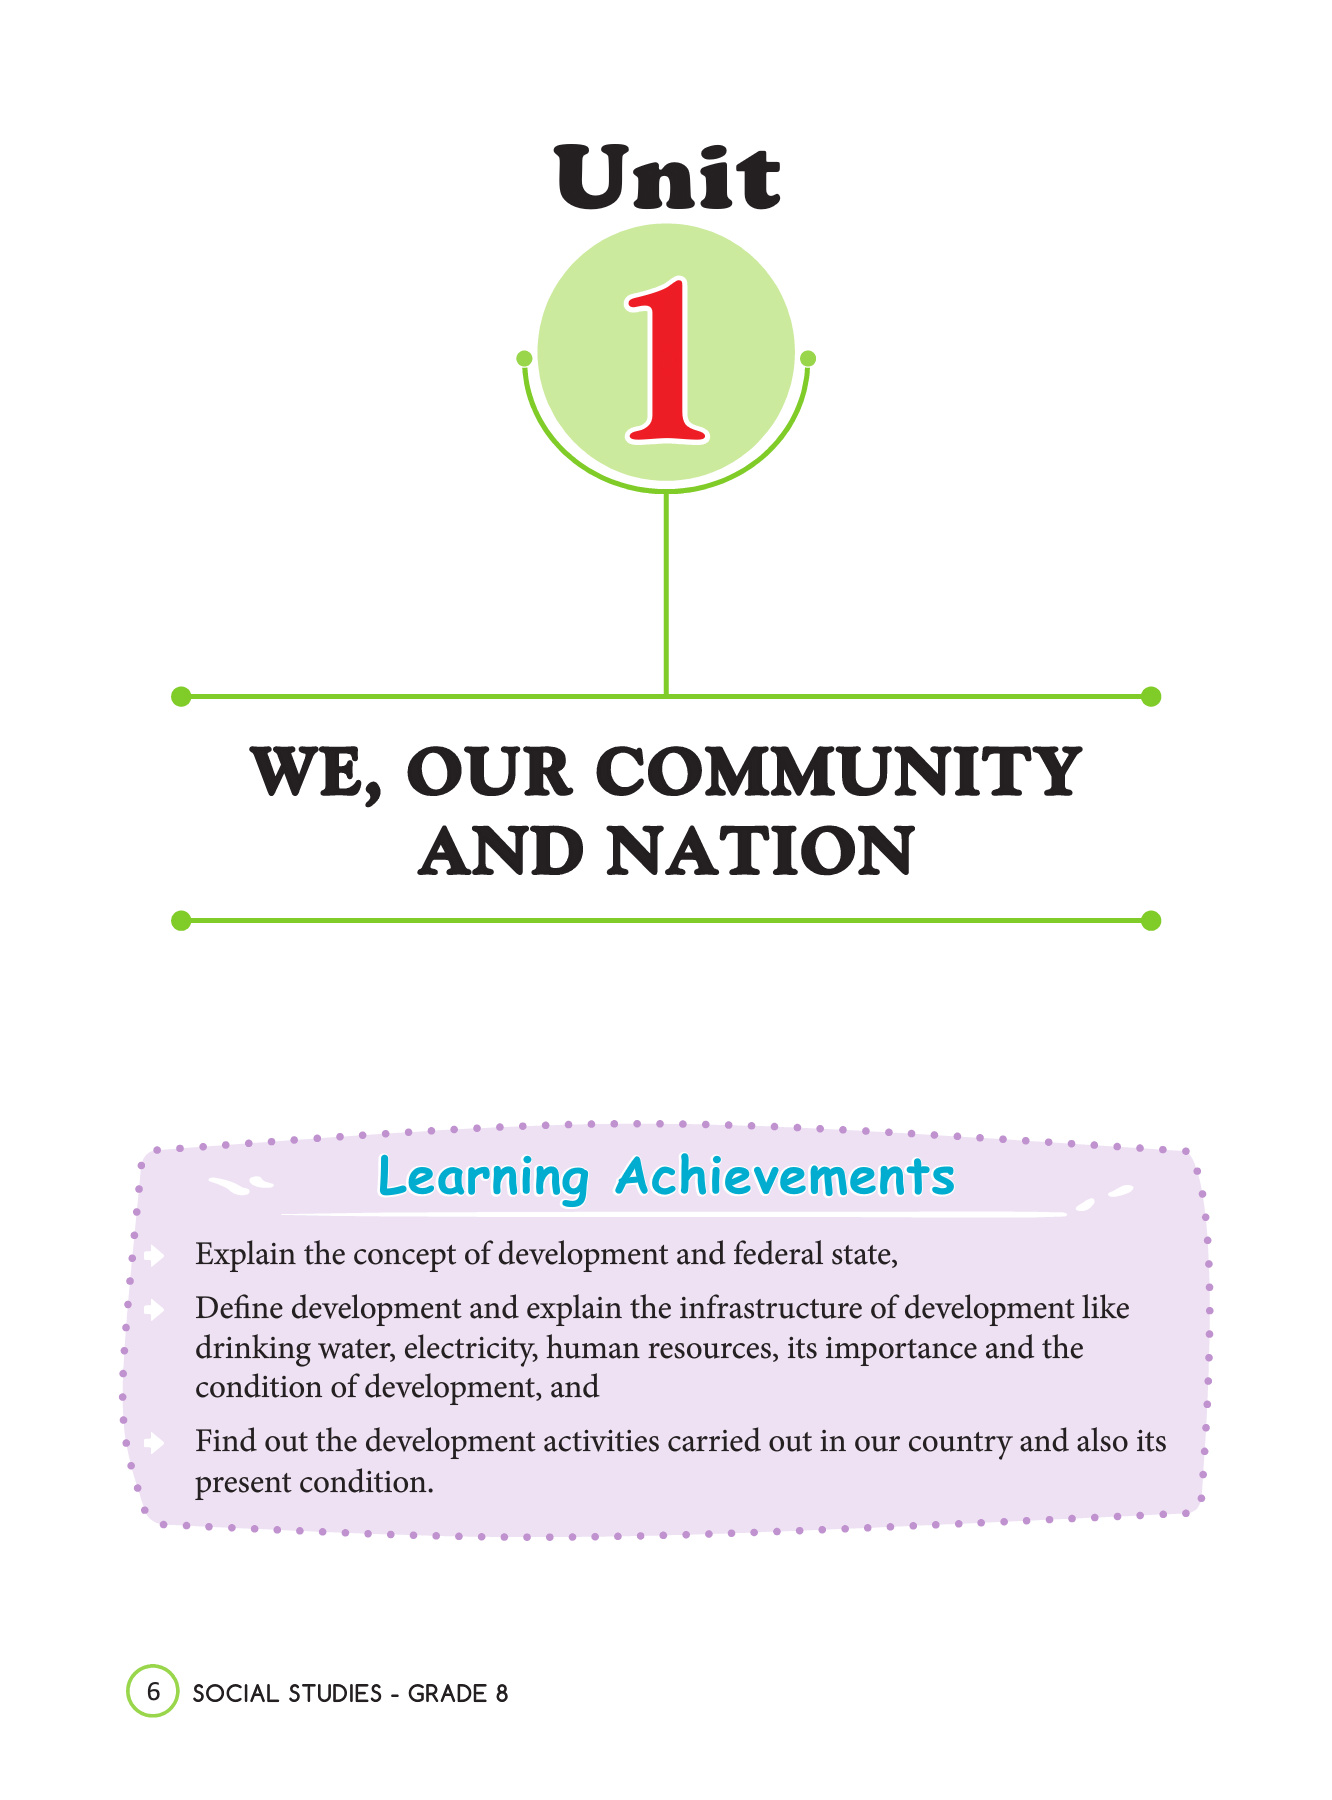 Unit
1
WE, OUR COMMUNITY
AND NATION
Learning Achievements
Explain the concept of development and federal state,
Define development and explain the infrastructure of development like
drinking water, electricity, human resources, its importance and the
condition of development, and
Find out the development activities carried out in our country and also its
present condition.
6 SOCIAL STUDIES - GRADE 8